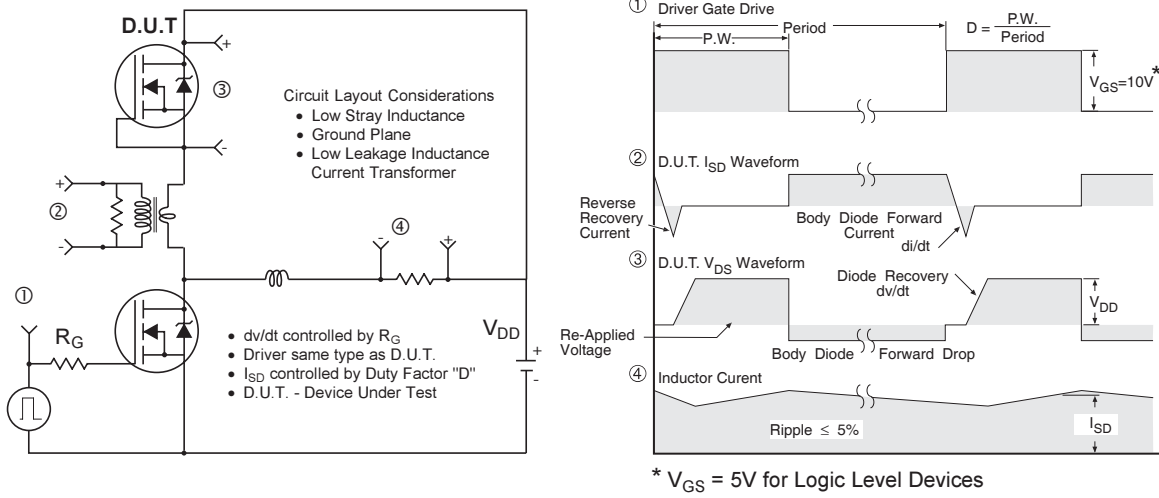 D.U.T
+
③
-
Circuit Layout Considerations
• Low Stray Inductance
• Ground Plane
• Low Leakage Inductance
Current Transformer
+
②
-
④
-
+
①
R_G
• dv/dt controlled by R_G
• Driver same type as D.U.T.
• I_SD controlled by Duty Factor "D"
• D.U.T. - Device Under Test
V_DD
+
-
① Driver Gate Drive
P.W.
Period
D = P.W. / Period
V_GS=10V*
② D.U.T. I_SD Waveform
Reverse
Recovery
Current
Body Diode Forward
Current
di/dt
③ D.U.T. V_DS Waveform
Diode Recovery
dv/dt
V_DD
Re-Applied
Voltage
Body Diode Forward Drop
④ Inductor Curent
Ripple ≤ 5%
I_SD
* V_GS = 5V for Logic Level Devices